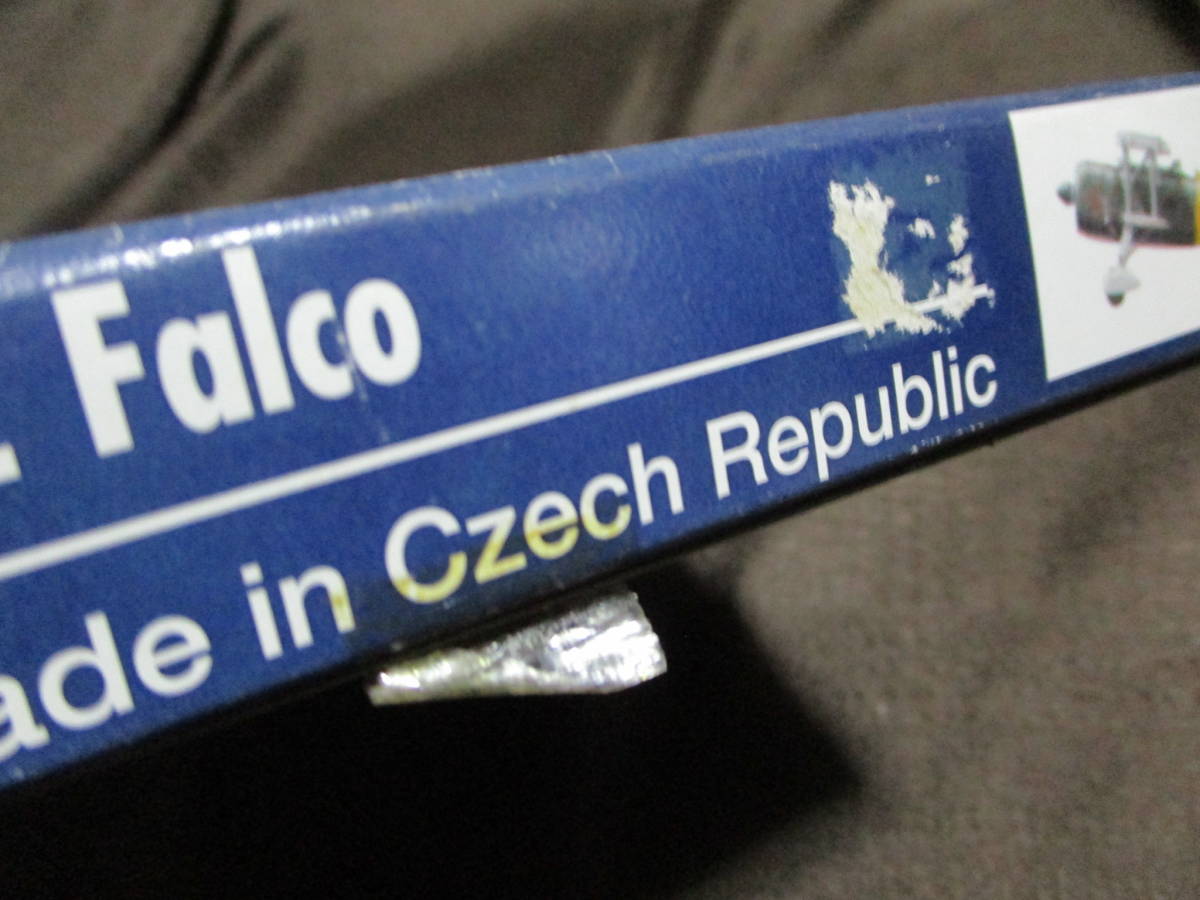 Falco
ade in Czech Republic